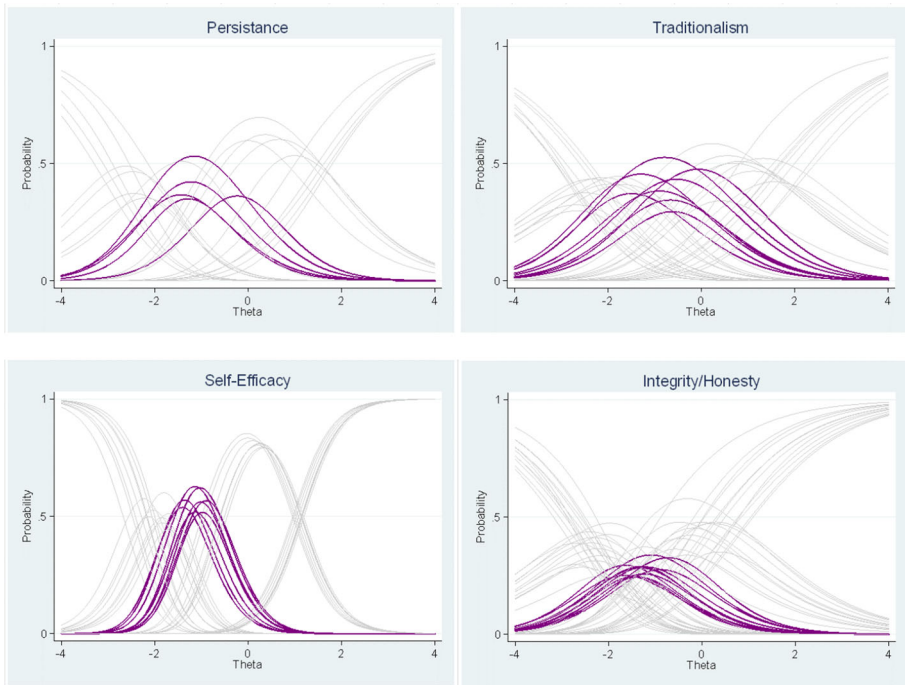 Persistance
1
Probability
.5
0
-4
-2
0
2
4
Theta
Traditionalism
1
Probability
.5
0
-4
-2
0
2
4
Theta
Self-Efficacy
1
Probability
.5
0
-4
-2
0
2
4
Theta
Integrity/Honesty
1
Probability
.5
0
-4
-2
0
2
4
Theta